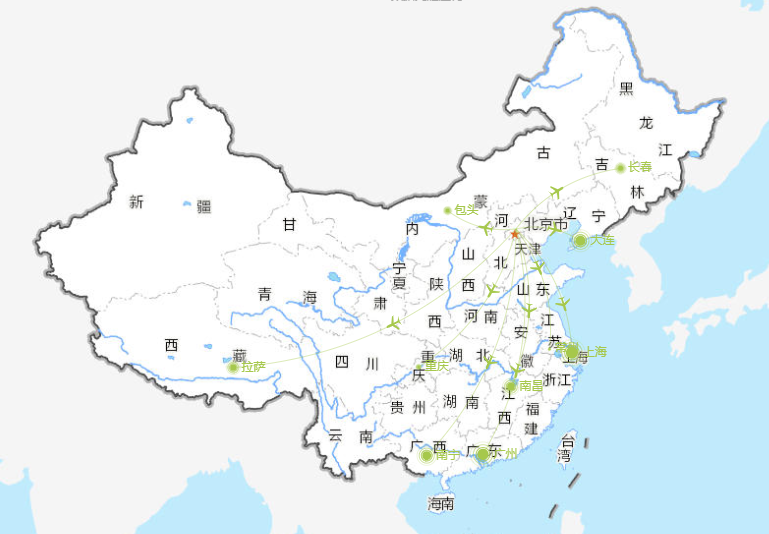 黑
龙
江
古
吉
长春
林
新
疆
蒙
包头
甘
内
河
北京市
辽
宁
大连
天津
山
北
宁
夏
陕
西
青
海
肃
山
东
西
河
南
安
江
苏
西
藏
拉萨
四
川
重
庆
重庆
湖
北
徽
上海
上海
南昌
江
浙江
贵
州
湖
南
西
福
建
云
南
广
西
南宁
广
东
广州
台
湾
海南